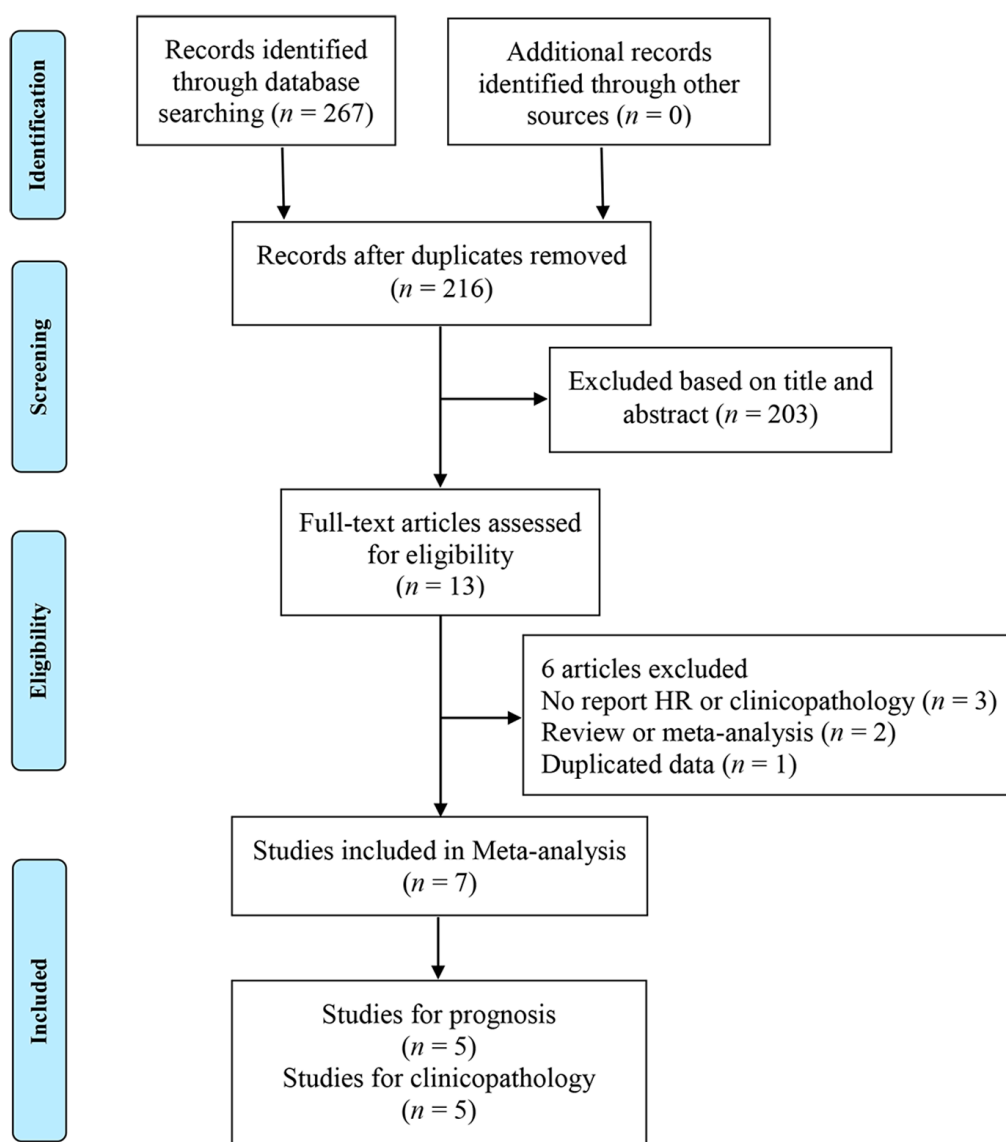 Identification
Records identified
through database
searching (n = 267)
Additional records
identified through other
sources (n = 0)
Records after duplicates removed
(n = 216)
Screening
Excluded based on title and
abstract (n = 203)
Full-text articles assessed
for eligibility
(n = 13)
Eligibility
6 articles excluded
No report HR or clinicopathology (n = 3)
Review or meta-analysis (n = 2)
Duplicated data (n = 1)
Studies included in Meta-analysis
(n = 7)
Included
Studies for prognosis
(n = 5)
Studies for clinicopathology
(n = 5)